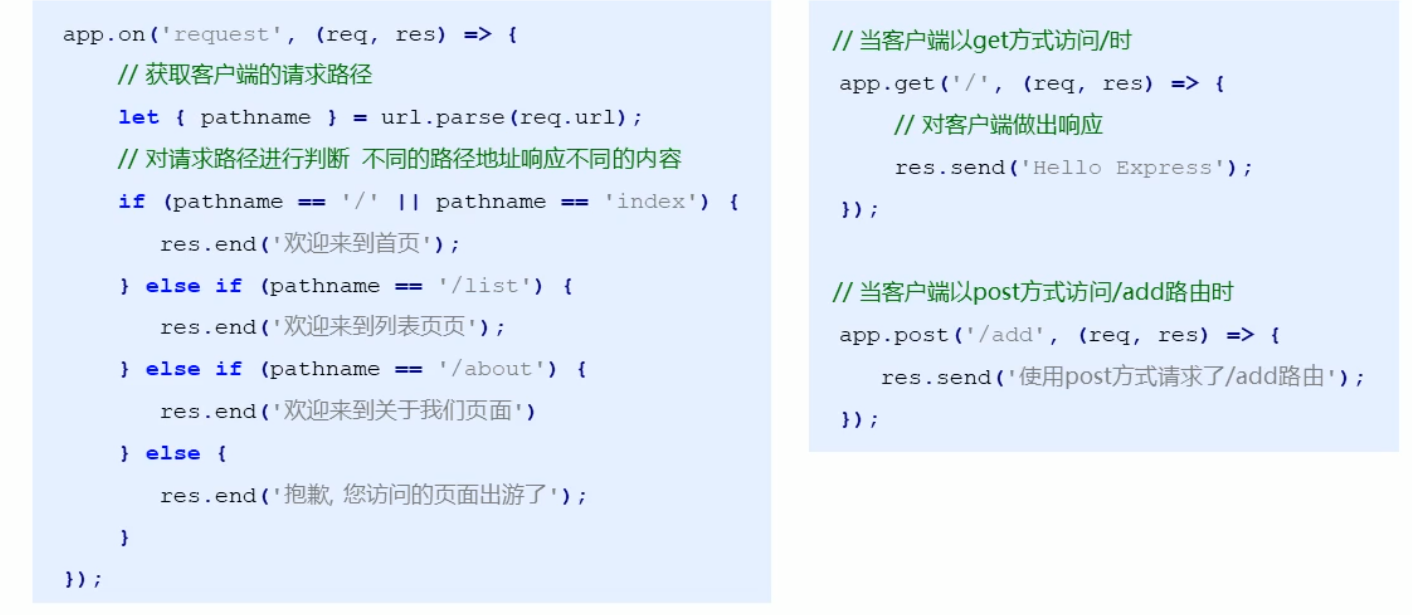 app.on('request', (req, res) => {
// 获取客户端的请求路径
let { pathname } = url.parse(req.url);
// 对请求路径进行判断 不同的路径地址响应不同的内容
if (pathname == '/' || pathname == 'index') {
res.end('欢迎来到首页');
} else if (pathname == '/list') {
res.end('欢迎来到列表页页');
} else if (pathname == '/about') {
res.end('欢迎来到关于我们页面')
} else {
res.end('抱歉, 您访问的页面出游了');
}
});
// 当客户端以get方式访问/时
app.get('/', (req, res) => {
// 对客户端做出响应
res.send('Hello Express');
});
// 当客户端以post方式访问/add路由时
app.post('/add', (req, res) => {
res.send('使用post方式请求了/add路由');
});